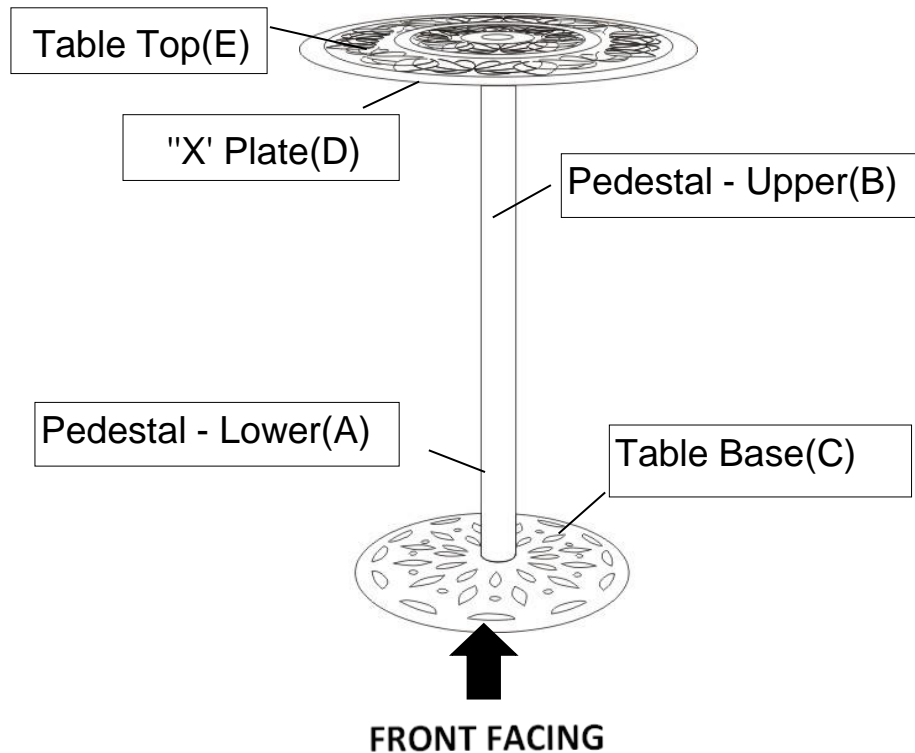 Table Top(E)
"X' Plate(D)
Pedestal - Upper(B)
Pedestal - Lower(A)
Table Base(C)
FRONT FACING